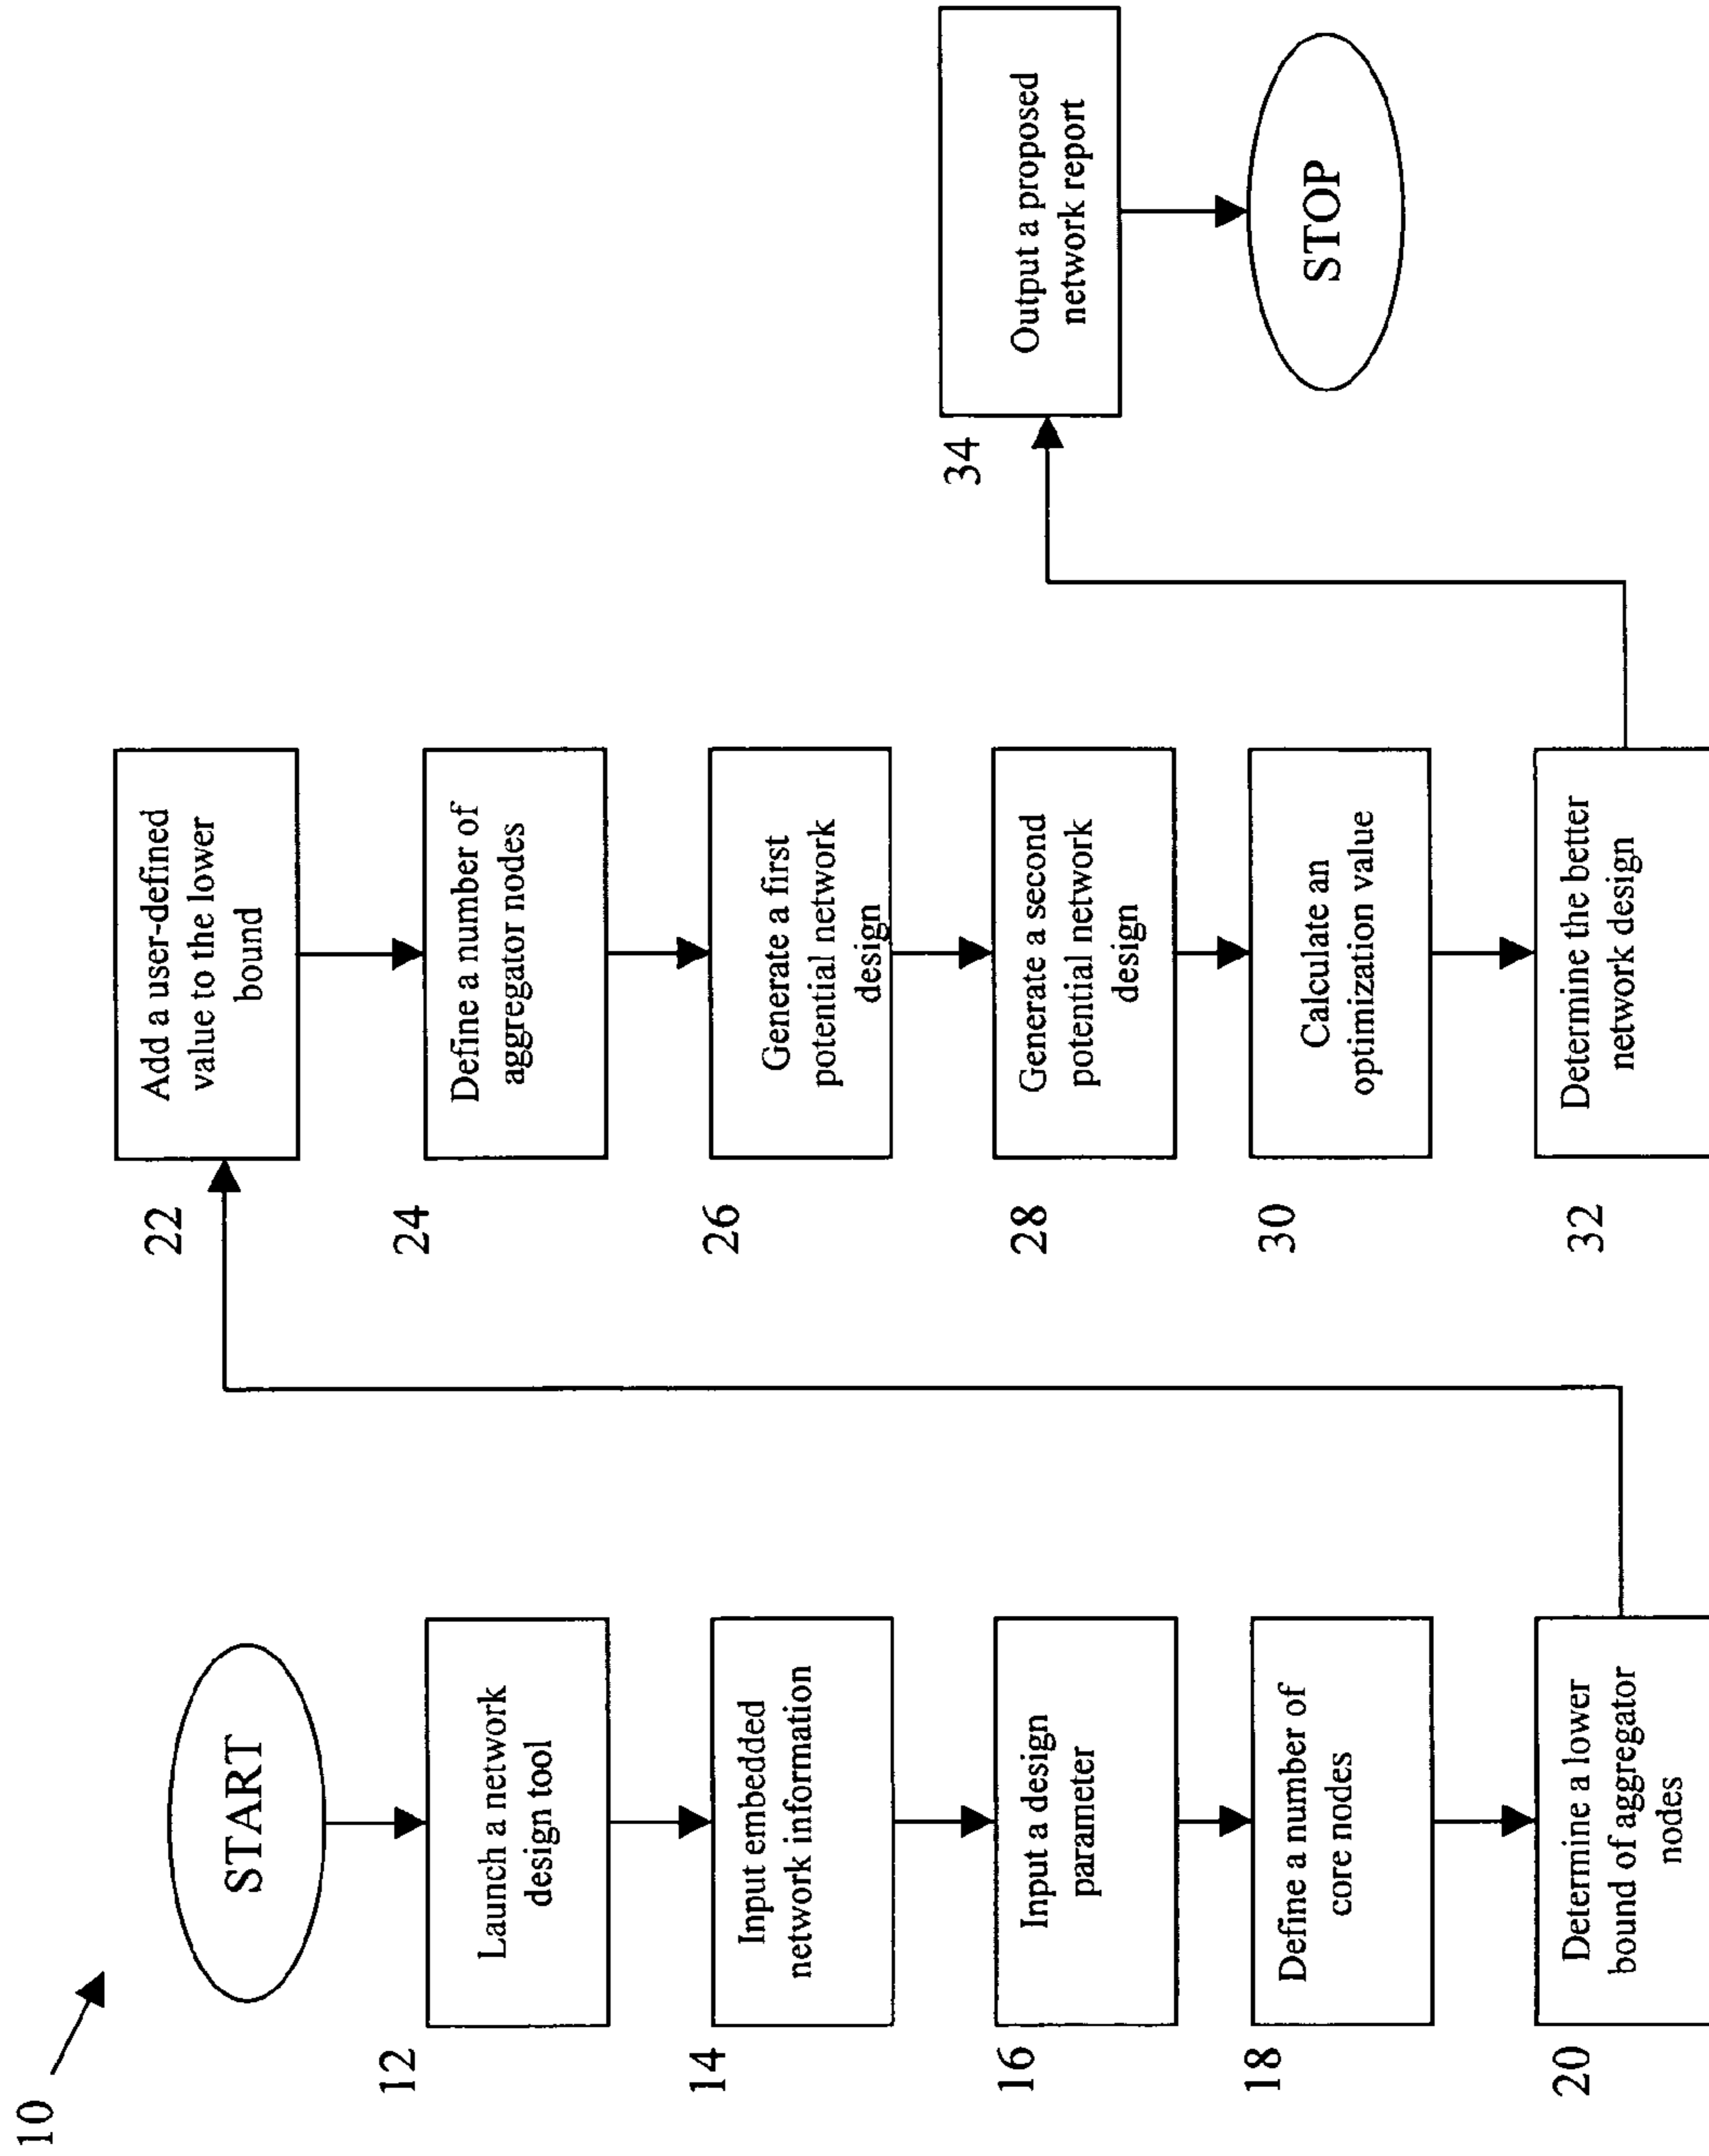 10
START
12
Launch a network
design tool
14
Input embedded
network information
16
Input a design
parameter
18
Define a number of
core nodes
20
Determine a lower
bound of aggregator
nodes
22
Add a user-defined
value to the lower
bound
24
Define a number of
aggregator nodes
26
Generate a first
potential network
design
28
Generate a second
potential network
design
30
Calculate an
optimization value
32
Determine the better
network design
34
Output a proposed
network report
STOP